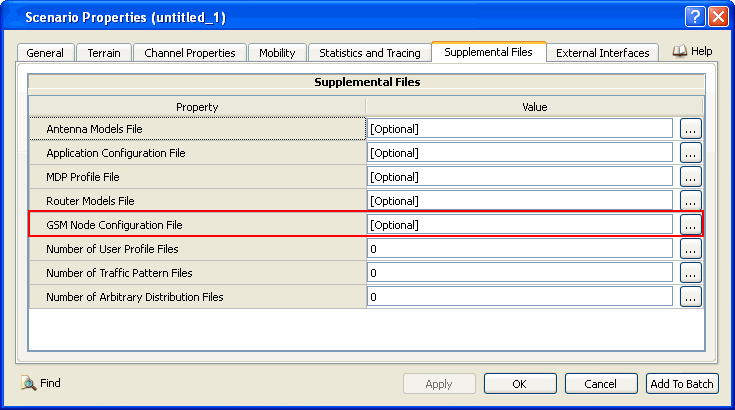 Scenario Properties (untitled_1)
General Terrain Channel Properties Mobility Statistics and Tracing Supplemental Files External Interfaces Help
Supplemental Files
Property Value
Antenna Models File [Optional] ...
Application Configuration File [Optional] ...
MDP Profile File [Optional] ...
Router Models File [Optional] ...
GSM Node Configuration File [Optional] ...
Number of User Profile Files 0 ...
Number of Traffic Pattern Files 0 ...
Number of Arbitrary Distribution Files 0 ...
Find Apply OK Cancel Add To Batch